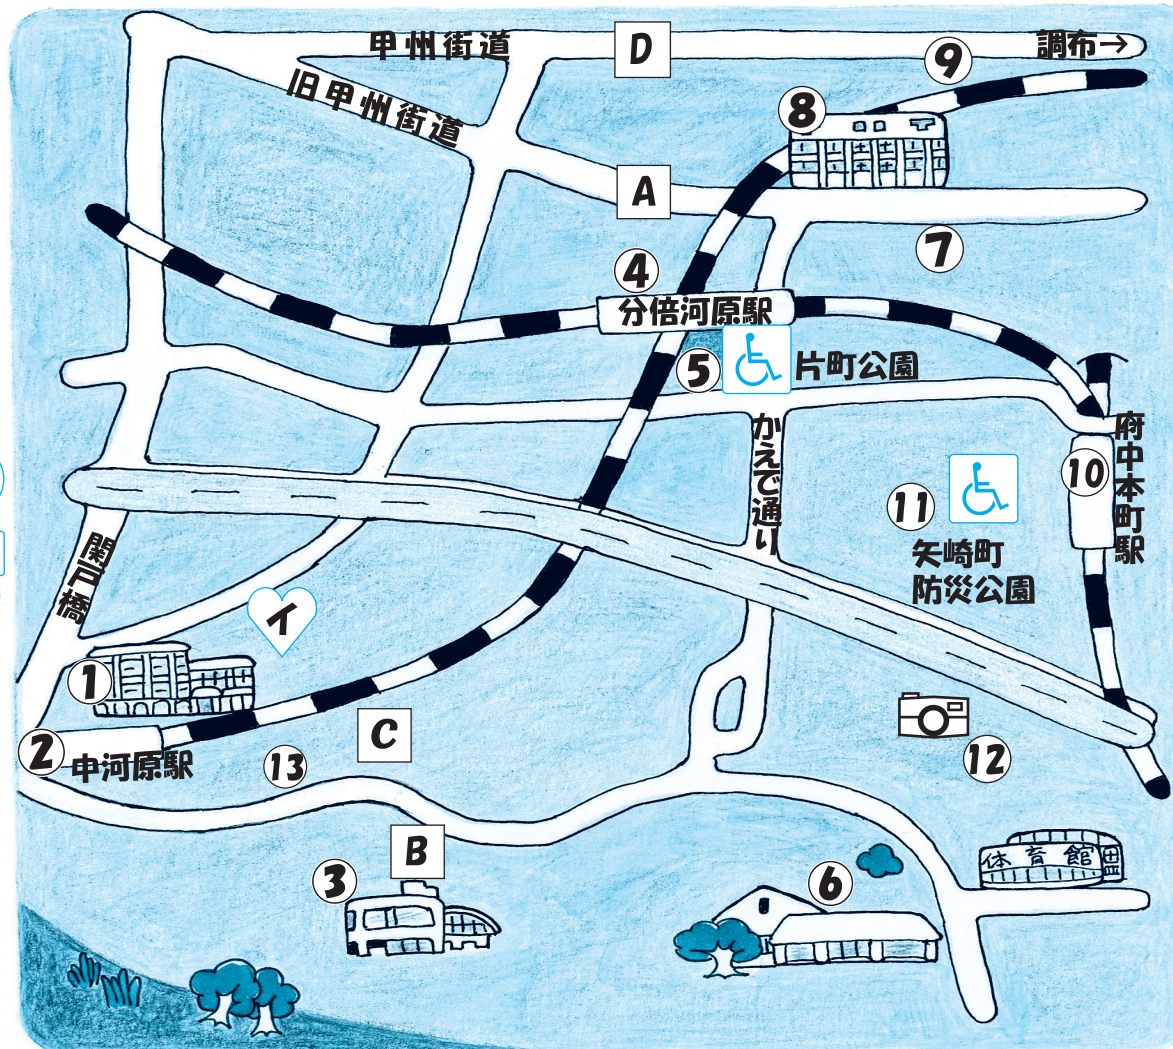 甲州街道
D
調布→
9
旧甲州街道
8
A
7
4
分倍河原駅
5
片町公園
かえで通り
府中本町駅
10
11
矢崎町
防災公園
関戸橋
イ
1
2
中河原駅
C
13
12
B
3
6
体育館